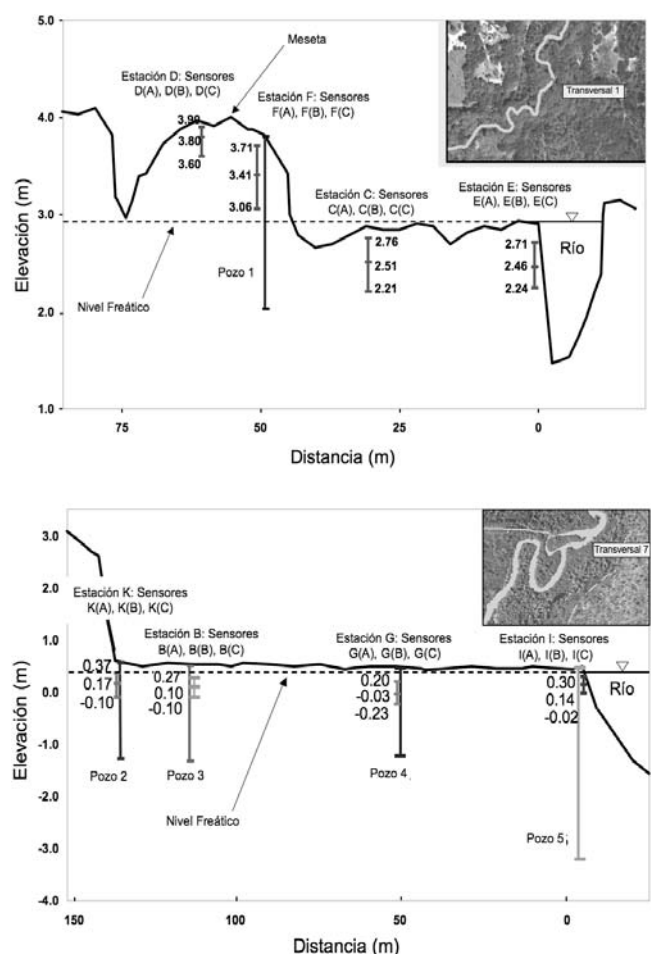 5.0
4.0
3.0
2.0
1.0
Elevación (m)
Meseta
Estación D: Sensores
D(A), D(B), D(C)
3.90
3.80
3.60
Estación F: Sensores
F(A), F(B), F(C)
3.71
3.41
3.06
Estación C: Sensores
C(A), C(B), C(C)
2.76
2.51
2.21
Estación E: Sensores
E(A), E(B), E(C)
2.71
2.46
2.24
Transversal 1
Río
Pozo 1
Nivel Freático
75
50
25
0
Distancia (m)
3.0
2.0
1.0
0.0
-1.0
-2.0
-3.0
-4.0
Elevación (m)
Transversal 7
Estación K: Sensores
K(A), K(B), K(C)
0.37
0.17
-0.10
Estación B: Sensores
B(A), B(B), B(C)
0.27
0.10
-0.10
Estación G: Sensores
G(A), G(B), G(C)
0.20
-0.03
-0.23
Estación I: Sensores
I(A), I(B), I(C)
0.30
0.14
-0.02
Río
Pozo 2
Pozo 3
Pozo 4
Pozo 5
Nivel Freático
150
100
50
0
Distancia (m)